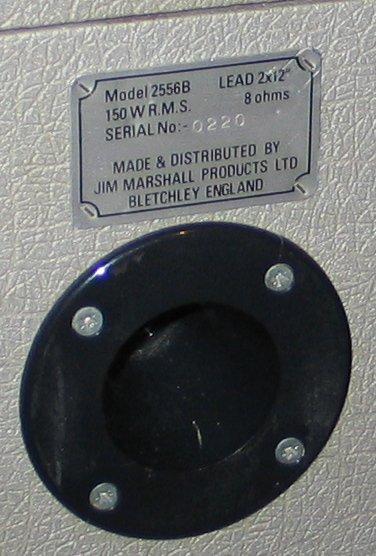 Model 2556B LEAD 2x12"
150 W R.M.S. 8 ohms
SERIAL No:- 0220
MADE & DISTRIBUTED BY
JIM MARSHALL PRODUCTS LTD
BLETCHLEY ENGLAND